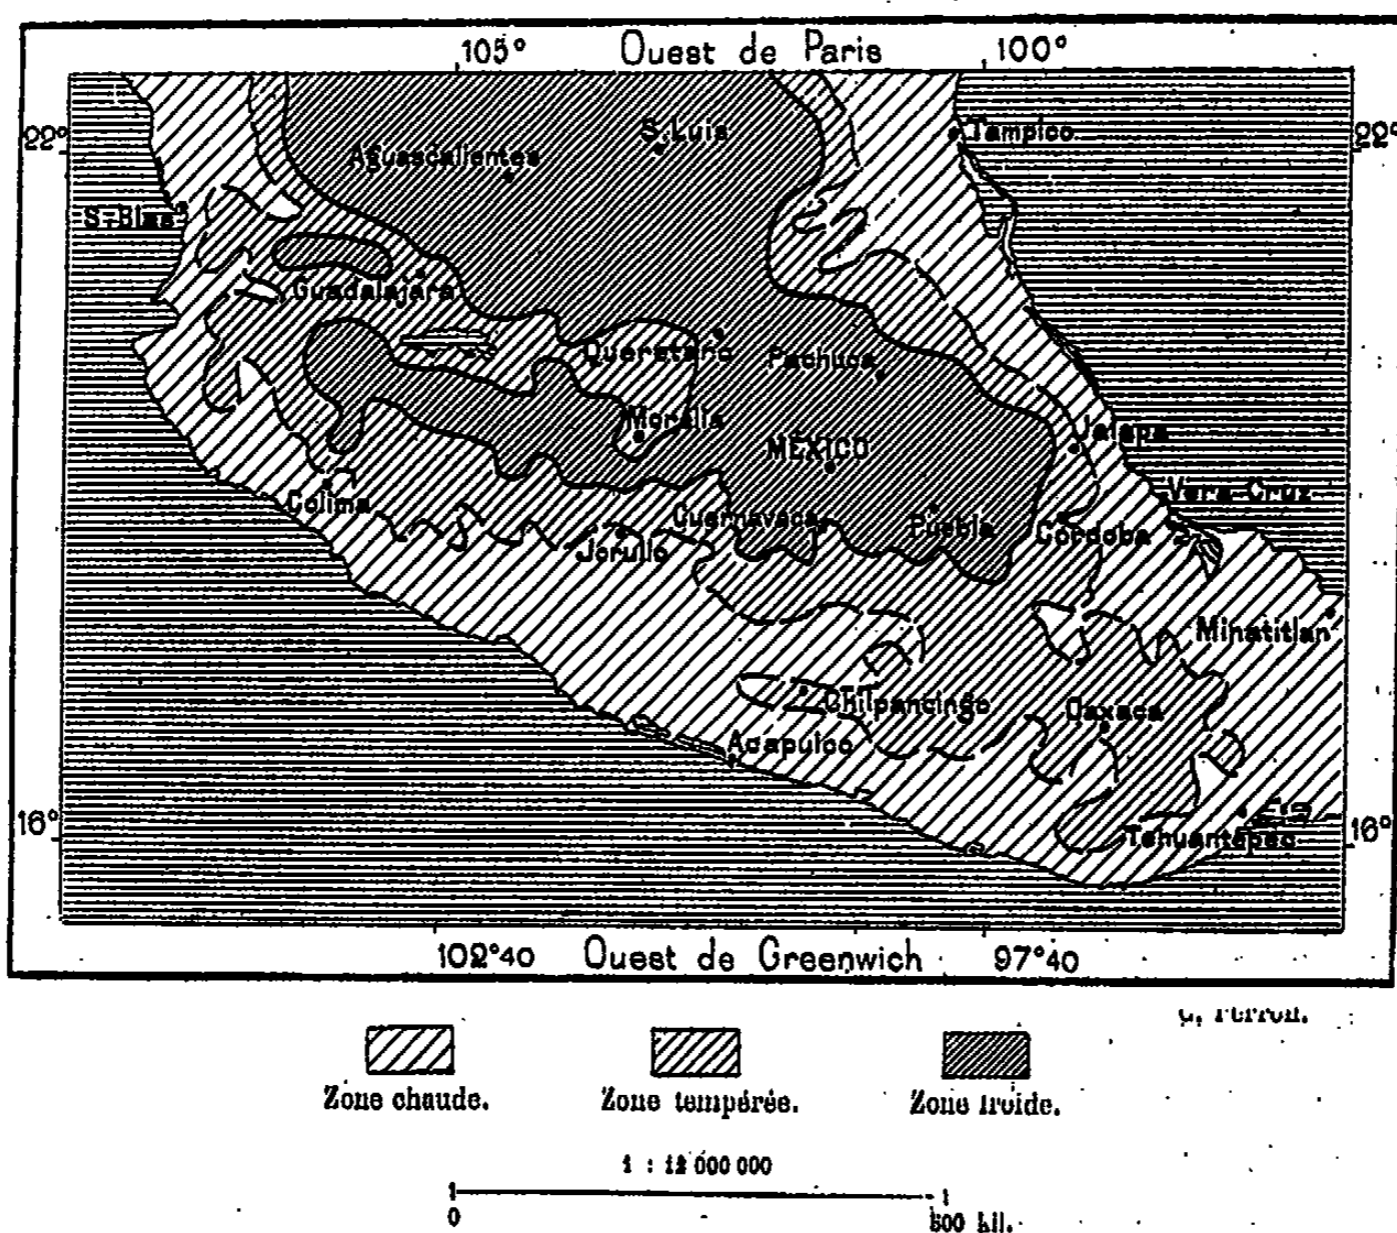 105° Ouest de Paris 100°
22° S. Luis Tampico 22°
Aguascalientes
S. Blas
Guadalajara
Queretaro Pachuca
Morelia Jalapa
MÉXICO
Colima Vera Cruz
Cuernavaca Puebla Cordoba
Jorullo
Minatitlan
Chilpancingo Oaxaca
Acapulco
16° Tehuantepec 16°
102°40 Ouest de Greenwich 97°40
C. Perron.
Zone chaude. Zone tempérée. Zone froide.
1 : 12 000 000
0 500 kil.